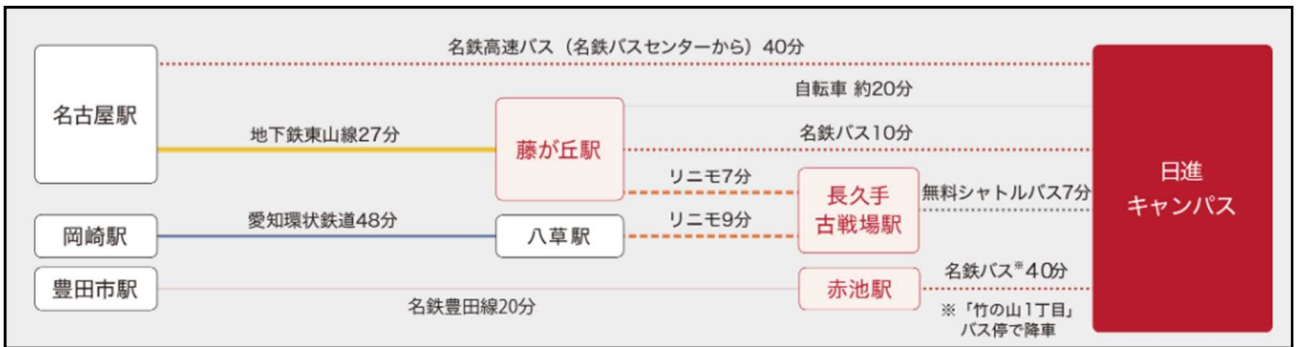 名鉄高速バス（名鉄バスセンターから）40分
名古屋駅
自転車 約20分
地下鉄東山線27分
藤が丘駅
名鉄バス10分
リニモ7分
長久手
古戦場駅
無料シャトルバス7分
日進
キャンパス
岡崎駅
愛知環状鉄道48分
八草駅
リニモ9分
豊田市駅
名鉄豊田線20分
赤池駅
名鉄バス※40分
※「竹の山1丁目」
バス停で降車